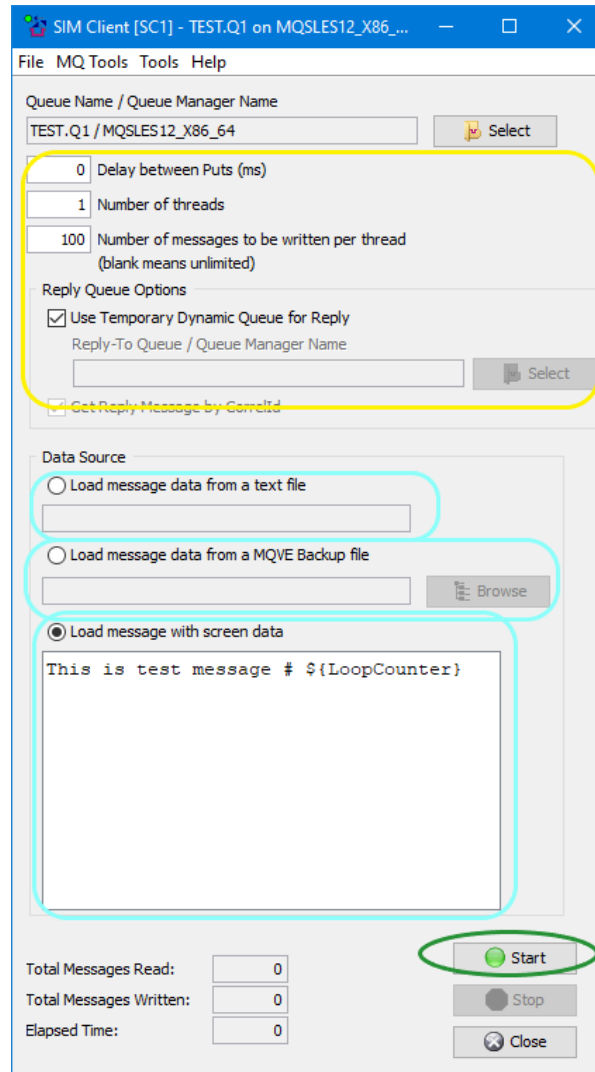 SIM Client [SC1] - TEST.Q1 on MQSLES12_X86_...
File MQ Tools Tools Help
Queue Name / Queue Manager Name
TEST.Q1 / MQSLES12_X86_64 Select
0 Delay between Puts (ms)
1 Number of threads
100 Number of messages to be written per thread
(blank means unlimited)
Reply Queue Options
Use Temporary Dynamic Queue for Reply
Reply-To Queue / Queue Manager Name
Select
Get Reply Message by CorrelId
Data Source
Load message data from a text file
Load message data from a MQVE Backup file
Browse
Load message with screen data
This is test message # ${LoopCounter}
Start
Total Messages Read: 0
Total Messages Written: 0 Stop
Elapsed Time: 0
Close